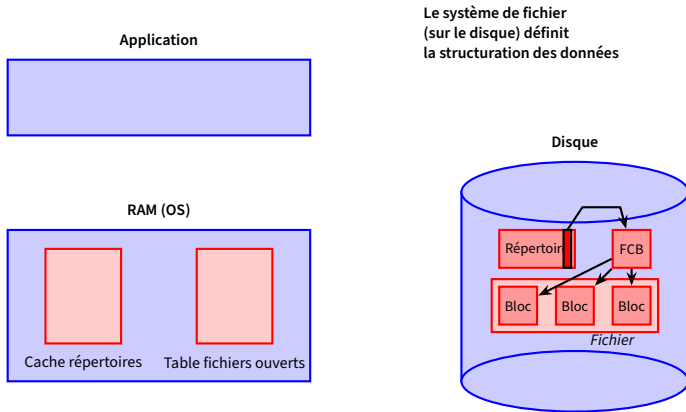 Le système de fichier
(sur le disque) définit
la structuration des données
Application
Disque
RAM (OS)
Répertoir
FCB
Bloc
Bloc
Bloc
Fichier
Cache répertoires
Table fichiers ouverts